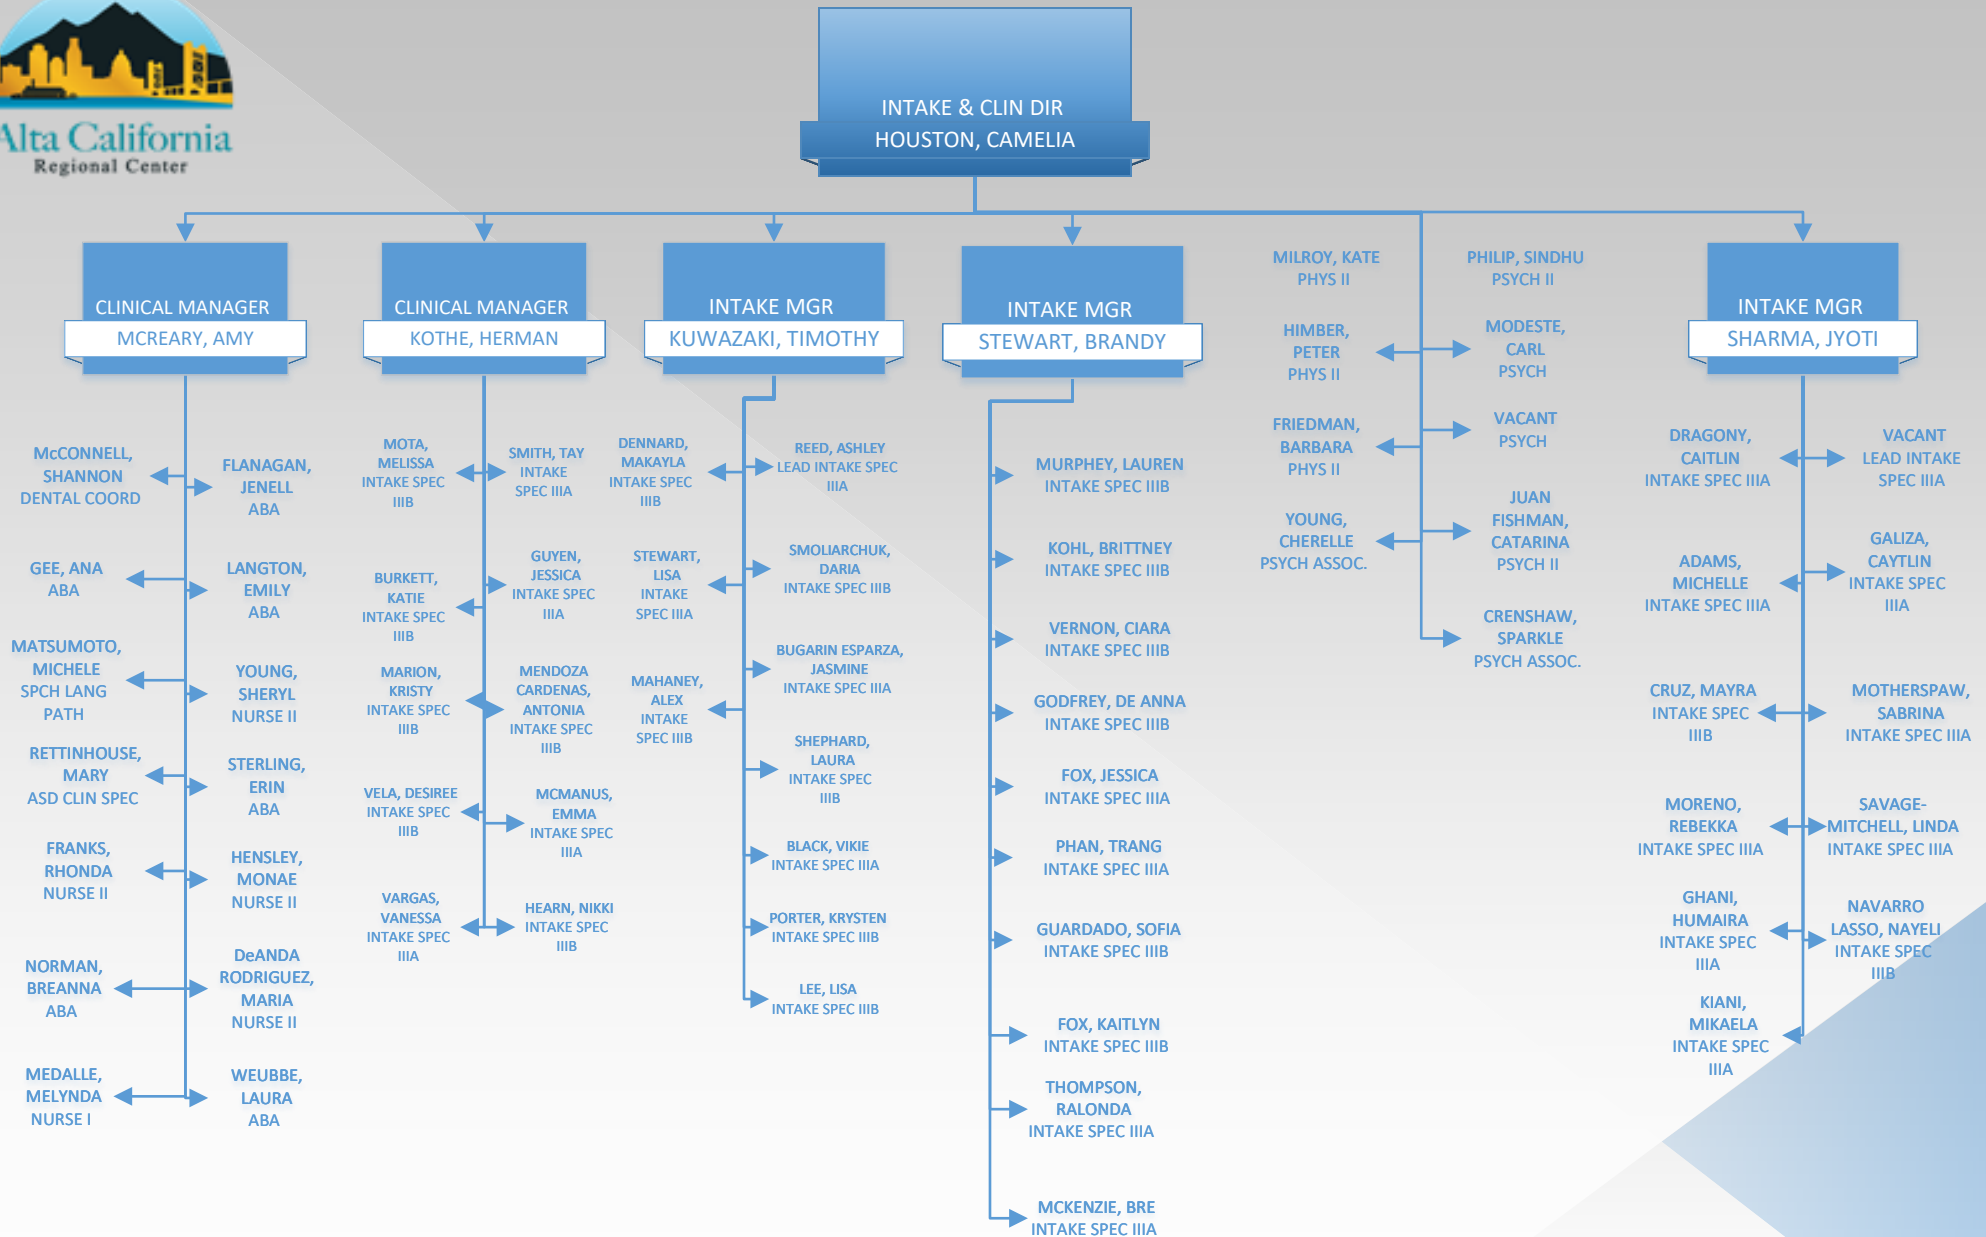 Alta California
Regional Center
INTAKE & CLIN DIR
HOUSTON, CAMELIA
CLINICAL MANAGER
MCREARY, AMY
McCONNELL,
SHANNON
DENTAL COORD
FLANAGAN,
JENELL
ABA
GEE, ANA
ABA
LANGTON,
EMILY
ABA
MATSUMOTO,
MICHELE
SPCH LANG
PATH
YOUNG,
SHERYL
NURSE II
RETTINHOUSE,
MARY
ASD CLIN SPEC
STERLING,
ERIN
ABA
FRANKS,
RHONDA
NURSE II
HENSLEY,
MONAE
NURSE II
NORMAN,
BREANNA
ABA
DeANDA
RODRIGUEZ,
MARIA
NURSE II
MEDALLE,
MELYNDA
NURSE I
WEUBBE,
LAURA
ABA
CLINICAL MANAGER
KOTHE, HERMAN
MOTA,
MELISSA
INTAKE SPEC
IIIB
SMITH, TAY
INTAKE
SPEC IIIA
BURKETT,
KATIE
INTAKE SPEC
IIIB
GUYEN,
JESSICA
INTAKE SPEC
IIIA
MARION,
KRISTY
INTAKE SPEC
IIIB
MENDOZA
CARDENAS,
ANTONIA
INTAKE SPEC
IIIB
VELA, DESIREE
INTAKE SPEC
IIIB
MCMANUS,
EMMA
INTAKE SPEC
IIIA
VARGAS,
VANESSA
INTAKE SPEC
IIIA
HEARN, NIKKI
INTAKE SPEC
IIIB
INTAKE MGR
KUWAZAKI, TIMOTHY
DENNARD,
MAKAYLA
INTAKE SPEC
IIIB
REED, ASHLEY
LEAD INTAKE SPEC
IIIA
STEWART,
LISA
INTAKE
SPEC IIIA
SMOLIARCHUK,
DARIA
INTAKE SPEC IIIB
MAHANEY,
ALEX
INTAKE
SPEC IIIB
BUGARIN ESPARZA,
JASMINE
INTAKE SPEC IIIA
SHEPHARD,
LAURA
INTAKE SPEC
IIIB
BLACK, VIKIE
INTAKE SPEC IIIA
PORTER, KRYSTEN
INTAKE SPEC IIIB
LEE, LISA
INTAKE SPEC IIIB
INTAKE MGR
STEWART, BRANDY
MURPHEY, LAUREN
INTAKE SPEC IIIB
KOHL, BRITTNEY
INTAKE SPEC IIIB
VERNON, CIARA
INTAKE SPEC IIIB
GODFREY, DE ANNA
INTAKE SPEC IIIB
FOX, JESSICA
INTAKE SPEC IIIA
PHAN, TRANG
INTAKE SPEC IIIA
GUARDADO, SOFIA
INTAKE SPEC IIIB
FOX, KAITLYN
INTAKE SPEC IIIB
THOMPSON,
RALONDA
INTAKE SPEC IIIA
MCKENZIE, BRE
INTAKE SPEC IIIA
MILROY, KATE
PHYS II
PHILIP, SINDHU
PSYCH II
HIMBER,
PETER
PHYS II
MODESTE,
CARL
PSYCH
FRIEDMAN,
BARBARA
PHYS II
VACANT
PSYCH
YOUNG,
CHERELLE
PSYCH ASSOC.
JUAN
FISHMAN,
CATARINA
PSYCH II
CRENSHAW,
SPARKLE
PSYCH ASSOC.
INTAKE MGR
SHARMA, JYOTI
DRAGONY,
CAITLIN
INTAKE SPEC IIIA
VACANT
LEAD INTAKE
SPEC IIIA
ADAMS,
MICHELLE
INTAKE SPEC IIIA
GALIZA,
CAYTLIN
INTAKE SPEC
IIIA
CRUZ, MAYRA
INTAKE SPEC
IIIB
MOTHERSPAW,
SABRINA
INTAKE SPEC IIIA
MORENO,
REBEKKA
INTAKE SPEC IIIA
SAVAGE-
MITCHELL, LINDA
INTAKE SPEC IIIA
GHANI,
HUMAIRA
INTAKE SPEC
IIIA
NAVARRO
LASSO, NAYELI
INTAKE SPEC
IIIB
KIANI,
MIKAELA
INTAKE SPEC
IIIA